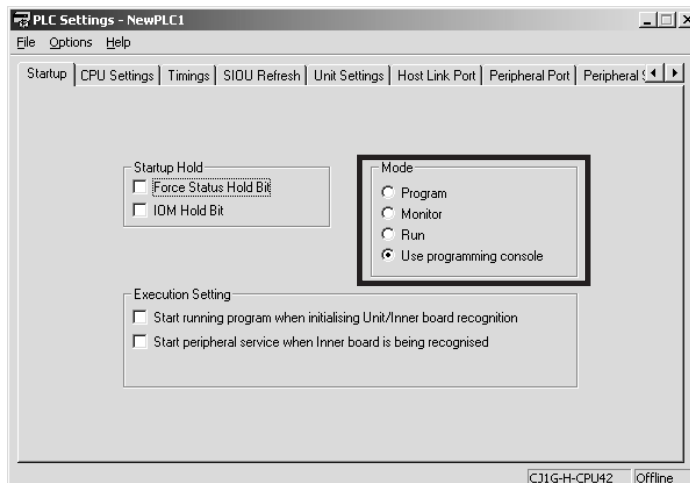 PLC Settings - NewPLC1
File Options Help
Startup CPU Settings Timings SIOU Refresh Unit Settings Host Link Port Peripheral Port Peripheral S
Startup Hold
Force Status Hold Bit
IOM Hold Bit
Mode
Program
Monitor
Run
Use programming console
Execution Setting
Start running program when initialising Unit/Inner board recognition
Start peripheral service when Inner board is being recognised
CJ1G-H-CPU42 Offline